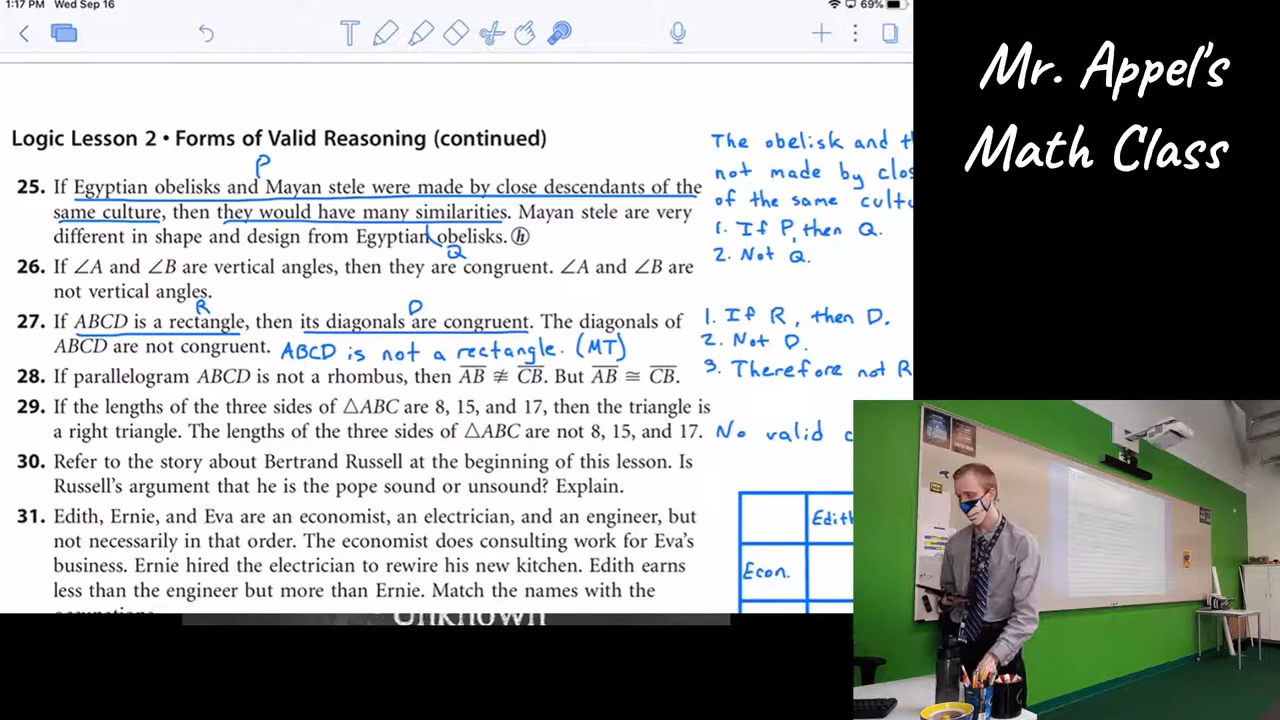 1:17 PM Wed Sep 16
69%
Mr. Appel's
Math Class
Logic Lesson 2 • Forms of Valid Reasoning (continued)
P
25. If Egyptian obelisks and Mayan stele were made by close descendants of the
same culture, then they would have many similarities. Mayan stele are very
different in shape and design from Egyptian obelisks. h
Q
The obelisk and t
not made by clos
of the same cultu
1. If P, then Q.
2. Not Q.
26. If ∠A and ∠B are vertical angles, then they are congruent. ∠A and ∠B are
not vertical angles.
R D
27. If ABCD is a rectangle, then its diagonals are congruent. The diagonals of
ABCD are not congruent. ABCD is not a rectangle. (MT)
1. If R, then D.
2. Not D.
3. Therefore not R
28. If parallelogram ABCD is not a rhombus, then A̅B̅ ≇ C̅B̅. But A̅B̅ ≅ C̅B̅.
29. If the lengths of the three sides of △ABC are 8, 15, and 17, then the triangle is
a right triangle. The lengths of the three sides of △ABC are not 8, 15, and 17. No valid c
30. Refer to the story about Bertrand Russell at the beginning of this lesson. Is
Russell's argument that he is the pope sound or unsound? Explain.
31. Edith, Ernie, and Eva are an economist, an electrician, and an engineer, but
not necessarily in that order. The economist does consulting work for Eva's
business. Ernie hired the electrician to rewire his new kitchen. Edith earns
less than the engineer but more than Ernie. Match the names with the
Edith
Econ.
Unknown